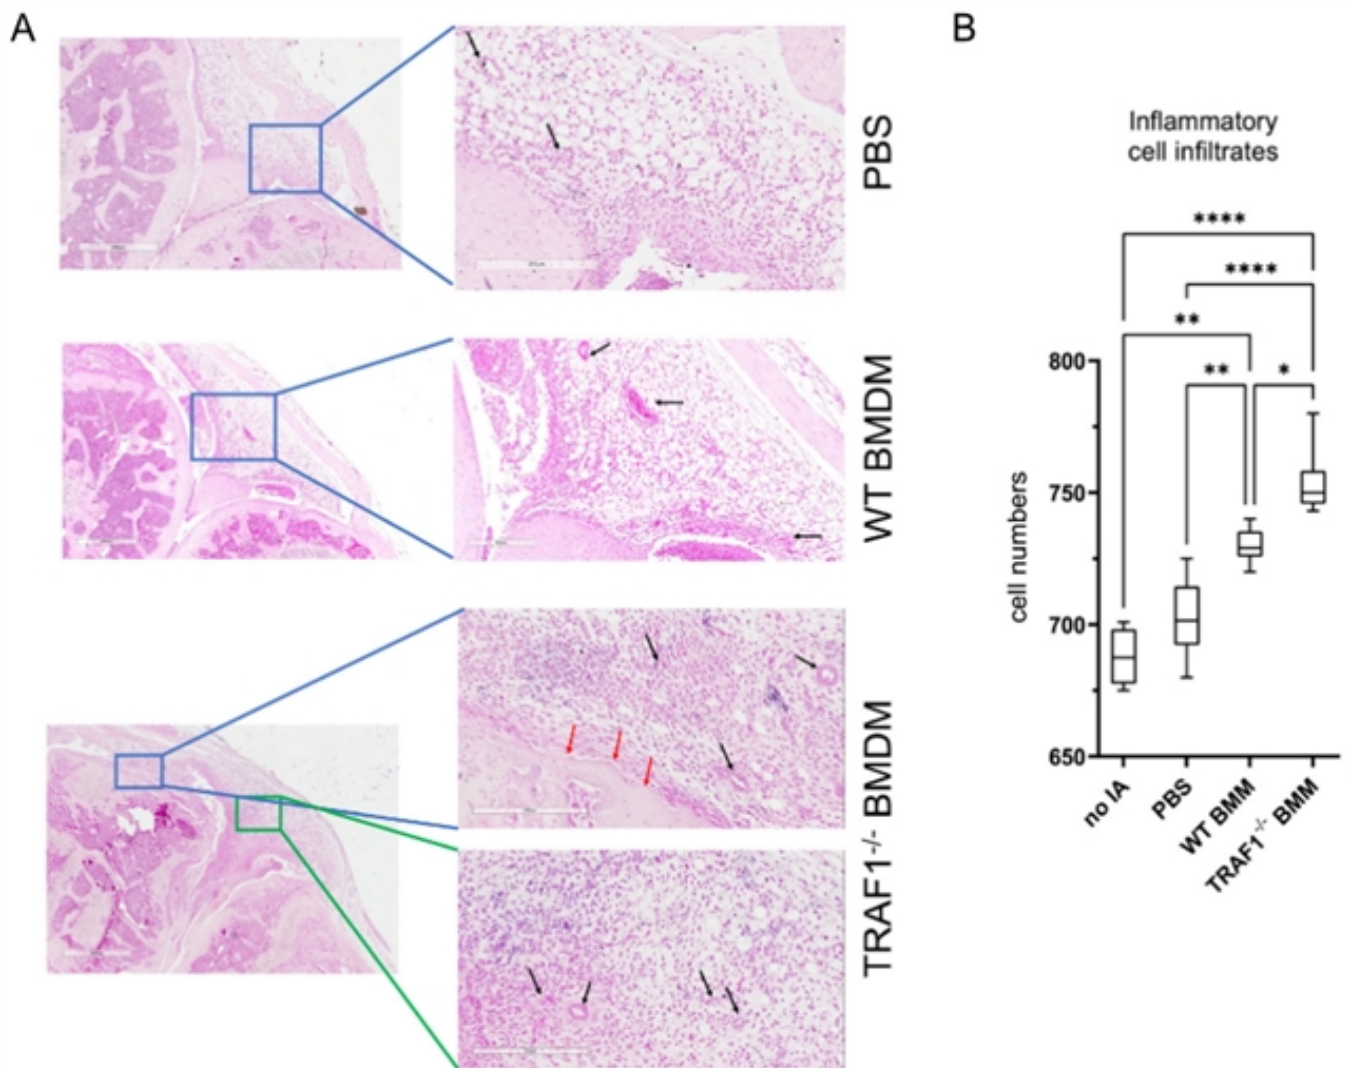 A
B
PBS
WT BMDM
TRAF1-/- BMDM
Inflammatory
cell infiltrates
****
****
**
**
*
800
750
700
650
cell numbers
no IA
PBS
WT BMM
TRAF1-/- BMM